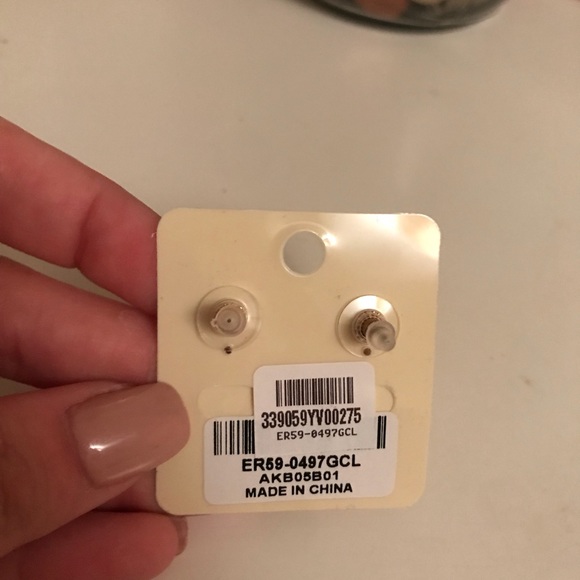 339059YV00275
ER59-0497GCL
ER59-0497GCL
AKB05B01
MADE IN CHINA